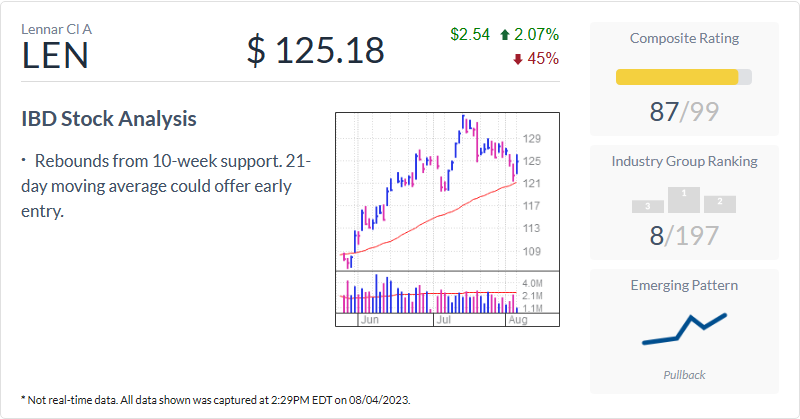 Lennar Cl A
LEN
$ 125.18
$2.54 2.07%
45%
IBD Stock Analysis
· Rebounds from 10-week support. 21-
day moving average could offer early
entry.
129
125
121
117
113
109
4.0M
2.1M
1.1M
Jun Jul Aug
Composite Rating
87/99
Industry Group Ranking
3 1 2
8/197
Emerging Pattern
Pullback
* Not real-time data. All data shown was captured at 2:29PM EDT on 08/04/2023.